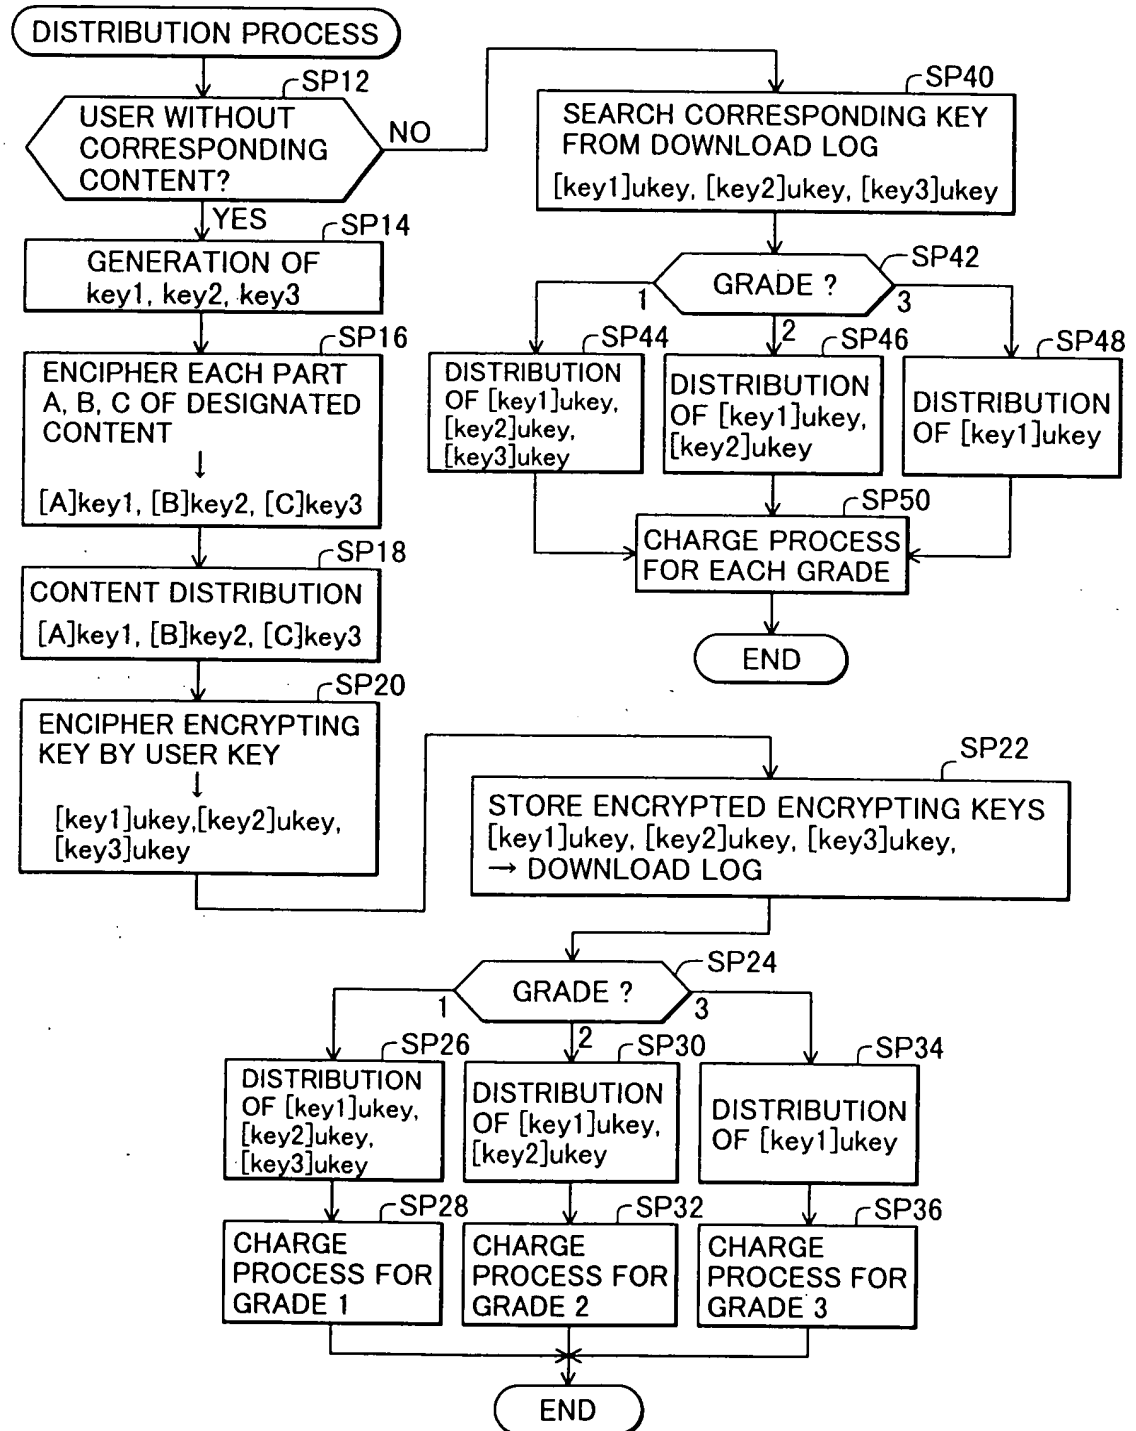 DISTRIBUTION PROCESS
SP12
USER WITHOUT
CORRESPONDING
CONTENT?
NO
YES
SP14
GENERATION OF
key1, key2, key3
SP16
ENCIPHER EACH PART
A, B, C OF DESIGNATED
CONTENT
↓
[A]key1, [B]key2, [C]key3
SP18
CONTENT DISTRIBUTION
[A]key1, [B]key2, [C]key3
SP20
ENCIPHER ENCRYPTING
KEY BY USER KEY
↓
[key1]ukey,[key2]ukey,
[key3]ukey
SP40
SEARCH CORRESPONDING KEY
FROM DOWNLOAD LOG
[key1]ukey, [key2]ukey, [key3]ukey
SP42
GRADE ?
1
2
3
SP44
DISTRIBUTION
OF [key1]ukey,
[key2]ukey,
[key3]ukey
SP46
DISTRIBUTION
OF [key1]ukey,
[key2]ukey
SP48
DISTRIBUTION
OF [key1]ukey
SP50
CHARGE PROCESS
FOR EACH GRADE
END
SP22
STORE ENCRYPTED ENCRYPTING KEYS
[key1]ukey, [key2]ukey, [key3]ukey,
→ DOWNLOAD LOG
SP24
GRADE ?
1
2
3
SP26
DISTRIBUTION
OF [key1]ukey,
[key2]ukey,
[key3]ukey
SP30
DISTRIBUTION
OF [key1]ukey,
[key2]ukey
SP34
DISTRIBUTION
OF [key1]ukey
SP28
CHARGE
PROCESS FOR
GRADE 1
SP32
CHARGE
PROCESS FOR
GRADE 2
SP36
CHARGE
PROCESS FOR
GRADE 3
END